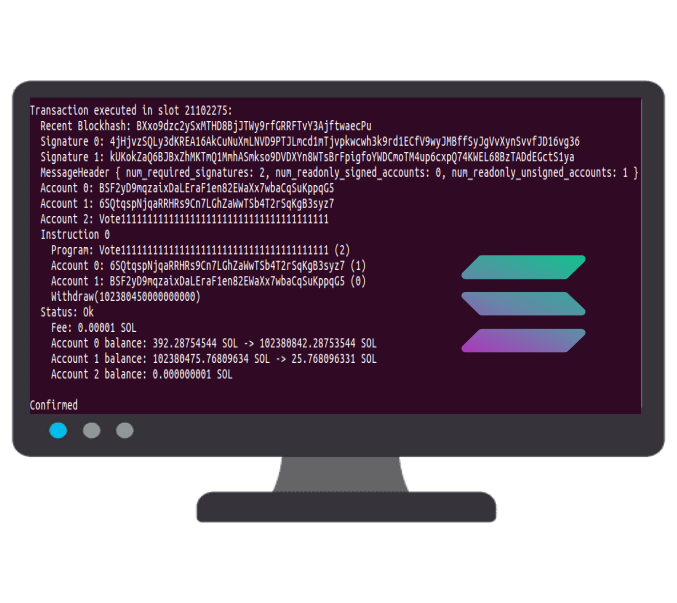 Transaction executed in slot 21102275:
Recent Blockhash: BXxo9dzc2ySxMTHD8BjJTWy9rfGRRFTvY3AjftwaecPu
Signature 0: 4jHjvzSQLy3dKREA16AkCuNuXmLNVD9PTJLmcd1mTjvpkwcwh3k9rd1ECfV9wyJMBffSyJgVvXynSvvfJD16vg36
Signature 1: kUKokZaQ6BJBxZhMKTmQ1MmhASmkso9DVDXYn8WTsBrFpigfoYWDCmoTM4up6cxpQ74KWEL68BzTADdEGctS1ya
MessageHeader { num_required_signatures: 2, num_readonly_signed_accounts: 0, num_readonly_unsigned_accounts: 1 }
Account 0: BSF2yD9mqzaixDaLEraF1en82EWaXx7wbaCqSuKppqG5
Account 1: 6SQtqspNjqaRRHRs9Cn7LGhZaWwTSb4T2rSqKgB3syz7
Account 2: Vote111111111111111111111111111111111111111
Instruction 0
Program: Vote111111111111111111111111111111111111111 (2)
Account 0: 6SQtqspNjqaRRHRs9Cn7LGhZaWwTSb4T2rSqKgB3syz7 (1)
Account 1: BSF2yD9mqzaixDaLEraF1en82EWaXx7wbaCqSuKppqG5 (0)
Withdraw(102380450000000000)
Status: Ok
Fee: 0.00001 SOL
Account 0 balance: 392.28754544 SOL -> 102380842.28753544 SOL
Account 1 balance: 102380475.76809634 SOL -> 25.768096331 SOL
Account 2 balance: 0.000000001 SOL
Confirmed